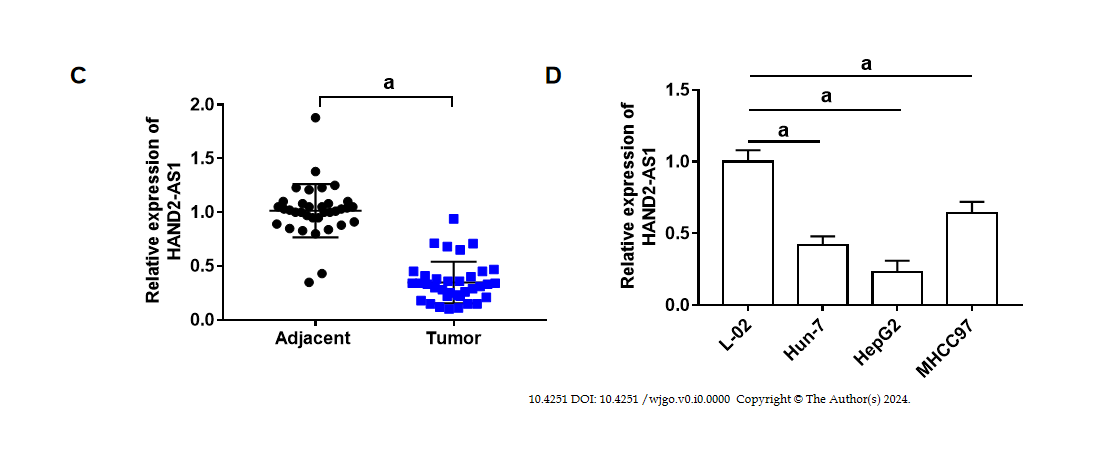 C
a
Relative expression of
HAND2-AS1
2.0
1.5
1.0
0.5
0.0
Adjacent
Tumor
D
a
a
a
Relative expression of
HAND2-AS1
1.5
1.0
0.5
0.0
L-02
Hun-7
HepG2
MHCC97
10.4251 DOI: 10.4251 /wjgo.v0.i0.0000 Copyright © The Author(s) 2024.